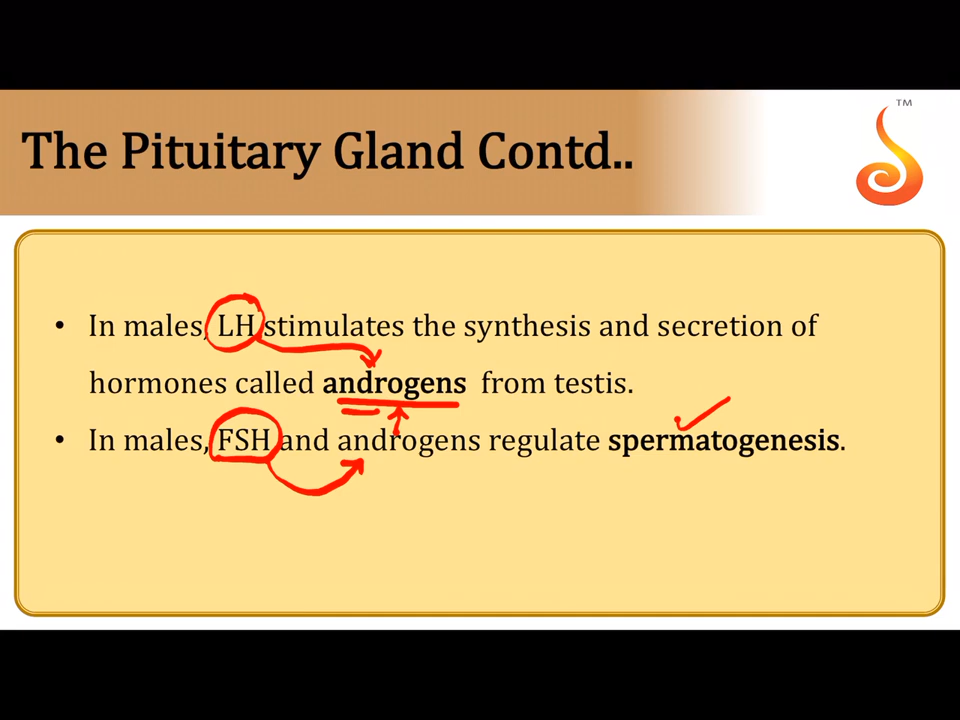 The Pituitary Gland Contd..
TM
• In males, LH stimulates the synthesis and secretion of
hormones called androgens from testis.
• In males, FSH and androgens regulate spermatogenesis.